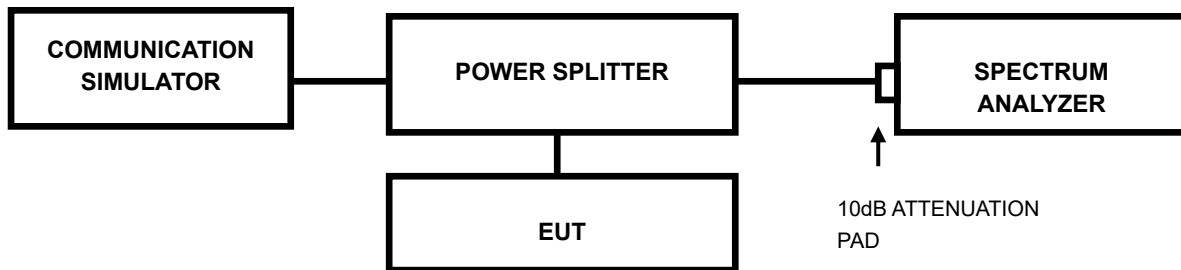 COMMUNICATION
SIMULATOR
POWER SPLITTER
SPECTRUM
ANALYZER
EUT
10dB ATTENUATION
PAD